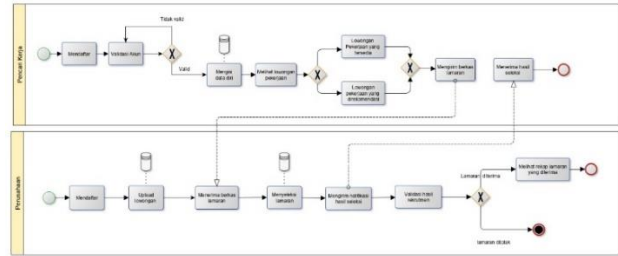 Pencari Kerja
Tidak valid
Mendaftar
Validasi Akun
Valid
Mengisi
data diri
Melihat lowongan
pekerjaan
Lowongan
Pekerjaan yang
tersedia
Lowongan
pekerjaan yang
direkomendasi
Mengirim berkas
lamaran
Menerima hasil
seleksi
Perusahaan
Mendaftar
Upload
lowongan
Menerima berkas
lamaran
Menyeleksi
lamaran
Mengirim notifikasi
hasil seleksi
Validasi hasil
rekrutmen
Lamaran diterima
Melihat rekap lamaran
yang diterima
lamaran ditolak